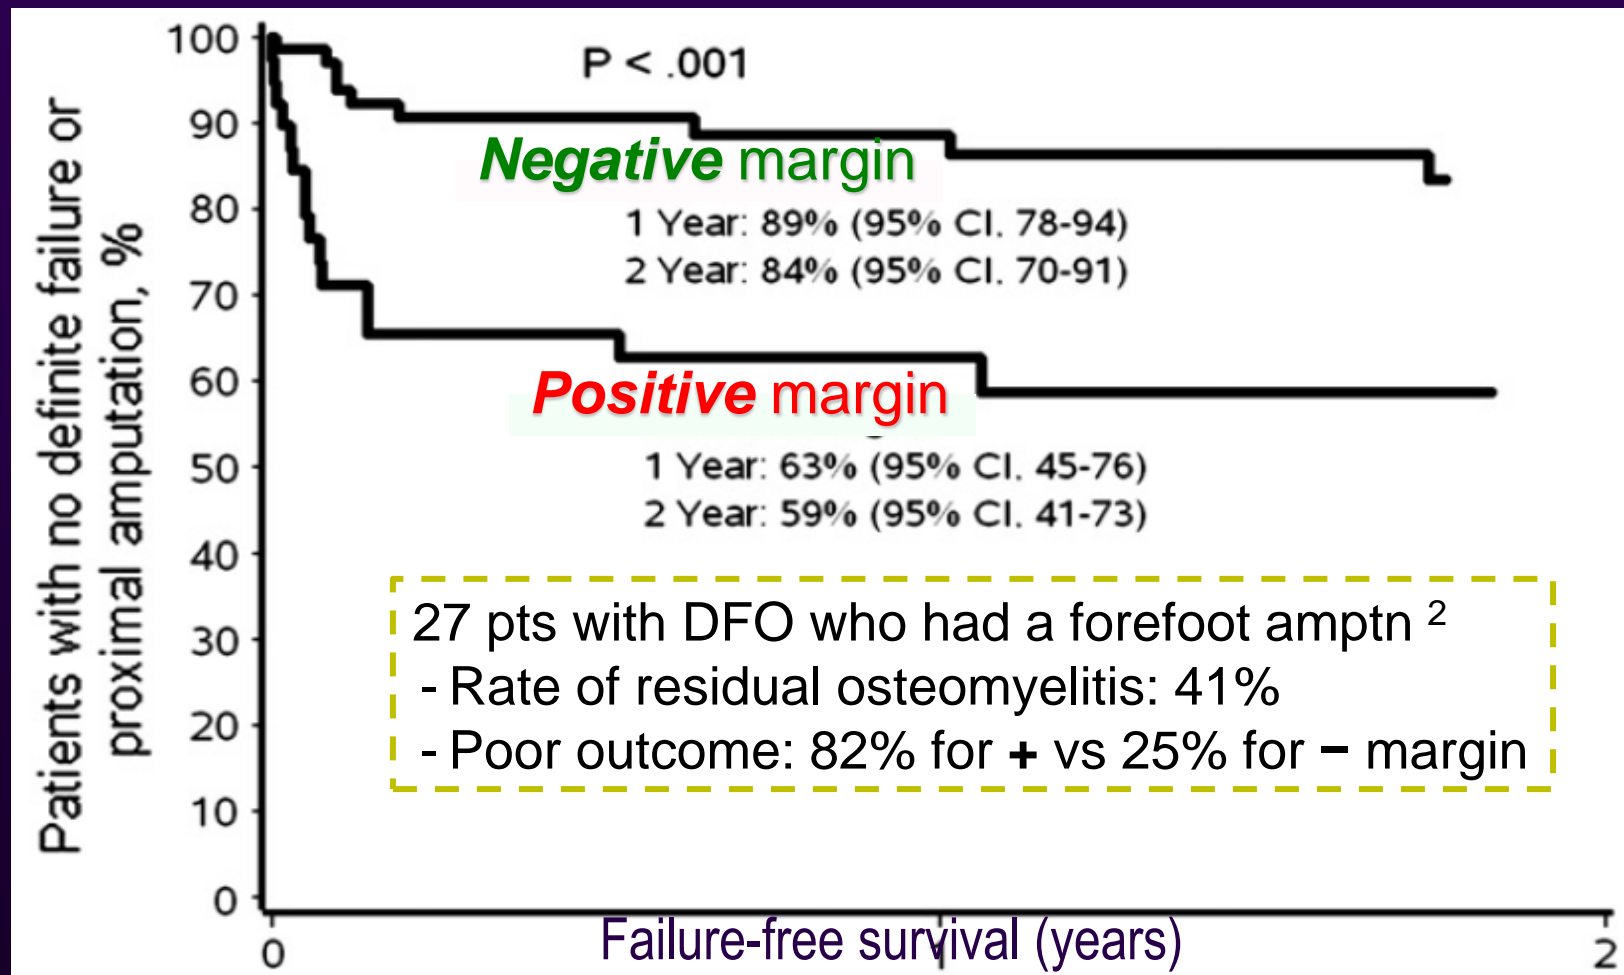 Patients with no definite failure or
proximal amputation, %
100
90
80
70
60
50
40
30
20
10
0
P < .001
Negative margin
1 Year: 89% (95% CI. 78-94)
2 Year: 84% (95% CI. 70-91)
Positive margin
1 Year: 63% (95% CI. 45-76)
2 Year: 59% (95% CI. 41-73)
27 pts with DFO who had a forefoot amptn ²
- Rate of residual osteomyelitis: 41%
- Poor outcome: 82% for + vs 25% for − margin
0 1 2
Failure-free survival (years)